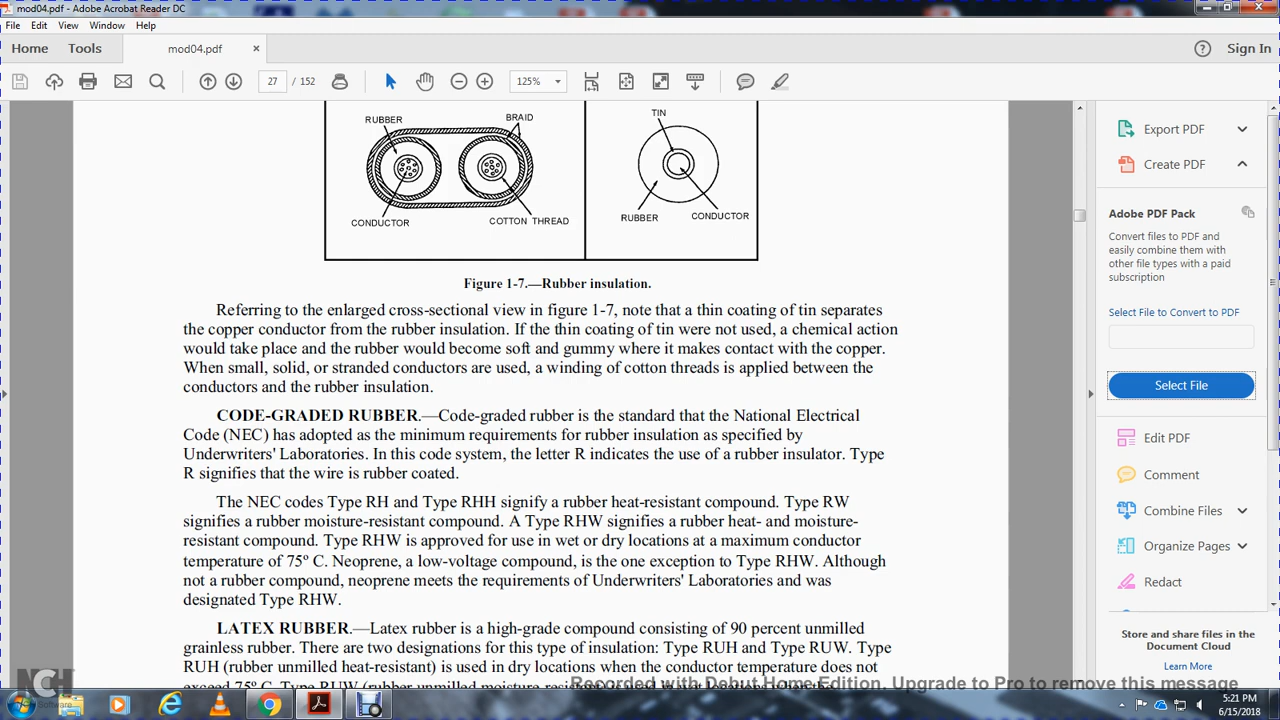 mod04.pdf - Adobe Acrobat Reader DC
File Edit View Window Help
Home Tools mod04.pdf × ? Sign In
27 / 152 125%
RUBBER BRAID TIN
CONDUCTOR COTTON THREAD RUBBER CONDUCTOR
Figure 1-7.—Rubber insulation.
Referring to the enlarged cross-sectional view in figure 1-7, note that a thin coating of tin separates
the copper conductor from the rubber insulation. If the thin coating of tin were not used, a chemical action
would take place and the rubber would become soft and gummy where it makes contact with the copper.
When small, solid, or stranded conductors are used, a winding of cotton threads is applied between the
conductors and the rubber insulation.
CODE-GRADED RUBBER.—Code-graded rubber is the standard that the National Electrical
Code (NEC) has adopted as the minimum requirements for rubber insulation as specified by
Underwriters' Laboratories. In this code system, the letter R indicates the use of a rubber insulator. Type
R signifies that the wire is rubber coated.
The NEC codes Type RH and Type RHH signify a rubber heat-resistant compound. Type RW
signifies a rubber moisture-resistant compound. A Type RHW signifies a rubber heat- and moisture-
resistant compound. Type RHW is approved for use in wet or dry locations at a maximum conductor
temperature of 75º C. Neoprene, a low-voltage compound, is the one exception to Type RHW. Although
not a rubber compound, neoprene meets the requirements of Underwriters' Laboratories and was
designated Type RHW.
LATEX RUBBER.—Latex rubber is a high-grade compound consisting of 90 percent unmilled
grainless rubber. There are two designations for this type of insulation: Type RUH and Type RUW. Type
RUH (rubber unmilled heat-resistant) is used in dry locations when the conductor temperature does not
exceed 75º C. Type RUW (rubber unmilled moisture-resistant)
Export PDF
Create PDF
Adobe PDF Pack
Convert files to PDF and
easily combine them with
other file types with a paid
subscription
Select File to Convert to PDF
Select File
Edit PDF
Comment
Combine Files
Organize Pages
Redact
Store and share files in the
Document Cloud
Learn More
NCH
Software
Recorded with Debut Home Edition. Upgrade to Pro to remove this message
5:21 PM
6/15/2018